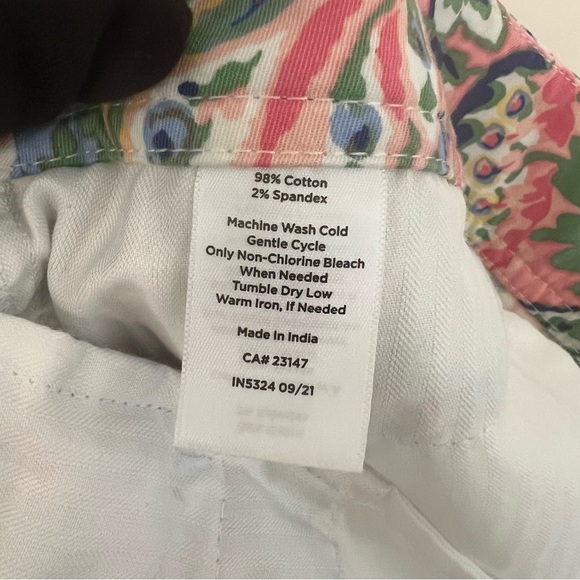 98% Cotton
2% Spandex
Machine Wash Cold
Gentle Cycle
Only Non-Chlorine Bleach
When Needed
Tumble Dry Low
Warm Iron, If Needed
Made in India
CA# 23147
IN5324 09/21